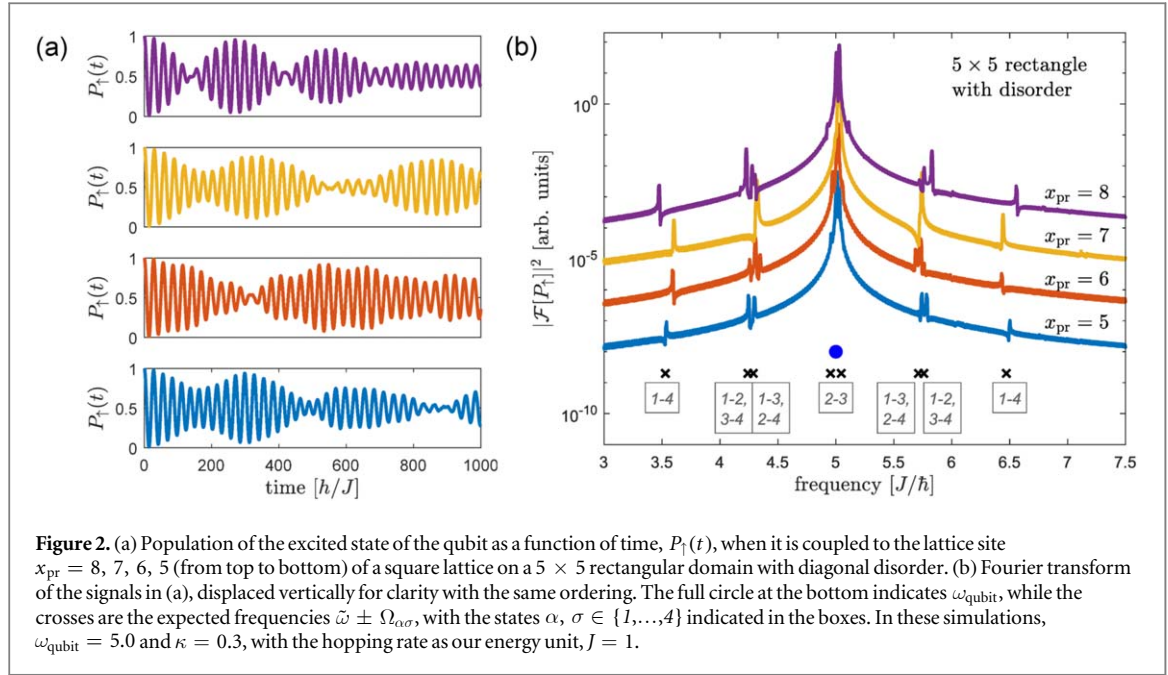 (a)
P↑(t)
1
0.5
0
P↑(t)
1
0.5
0
P↑(t)
1
0.5
0
P↑(t)
1
0.5
0
0 200 400 600 800 1000
time [h/J]
(b)
5 × 5 rectangle
with disorder
|𝓕[P↑]|² [arb. units]
10⁰
10⁻⁵
10⁻¹⁰
x_pr = 8
x_pr = 7
x_pr = 6
x_pr = 5
1-4
1-2,
3-4
1-3,
2-4
2-3
1-3,
2-4
1-2,
3-4
1-4
3 3.5 4 4.5 5 5.5 6 6.5 7 7.5
frequency [J/ħ]
Figure 2. (a) Population of the excited state of the qubit as a function of time, P↑(t), when it is coupled to the lattice site
x_pr = 8, 7, 6, 5 (from top to bottom) of a square lattice on a 5 × 5 rectangular domain with diagonal disorder. (b) Fourier transform
of the signals in (a), displaced vertically for clarity with the same ordering. The full circle at the bottom indicates ω_qubit, while the
crosses are the expected frequencies ω̃ ± Ω_ασ, with the states α, σ ∈ {1,…,4} indicated in the boxes. In these simulations,
ω_qubit = 5.0 and κ = 0.3, with the hopping rate as our energy unit, J = 1.